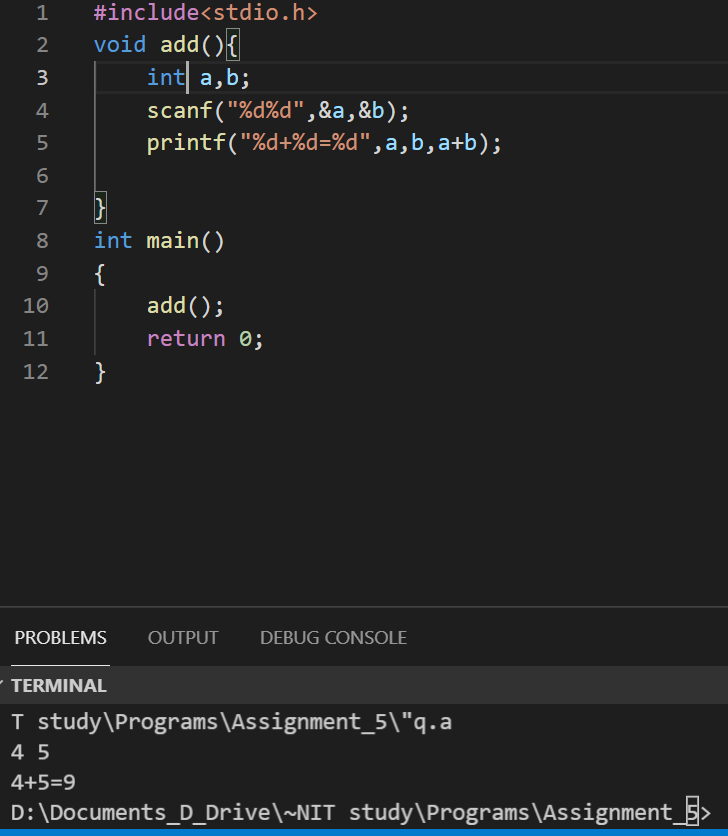 1 #include<stdio.h>
2 void add(){
3 int a,b;
4 scanf("%d%d",&a,&b);
5 printf("%d+%d=%d",a,b,a+b);
6
7 }
8 int main()
9 {
10 add();
11 return 0;
12 }
PROBLEMS OUTPUT DEBUG CONSOLE
TERMINAL
T study\Programs\Assignment_5\"q.a
4 5
4+5=9
D:\Documents_D_Drive\~NIT study\Programs\Assignment_5>